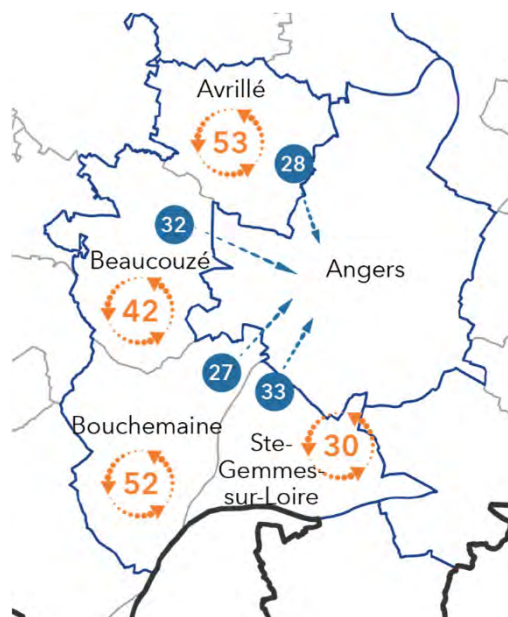 Avrillé
53
28
32
Beaucouzé
Angers
42
27
33
Bouchemaine
Ste-
30
Gemmes-
52
sur-Loire